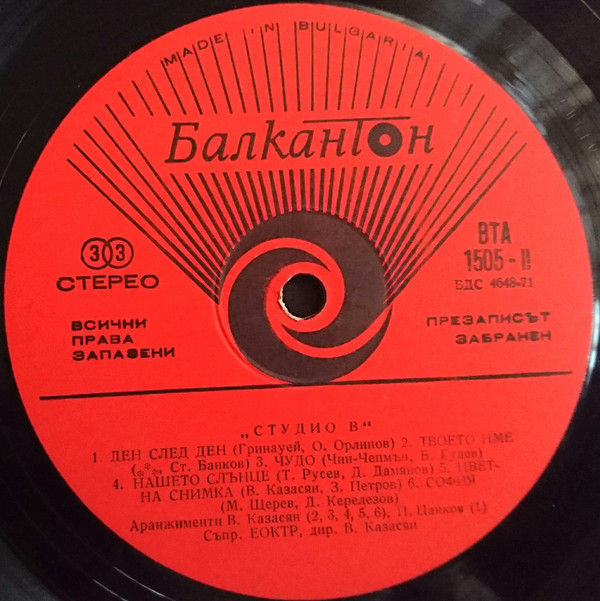 MADE IN BULGARIA
Балкантон
33
СТЕРЕО
ВТА
1505 - II
БДС 4648-71
ВСИЧНИ
ПРАВА
ЗАПАЗЕНИ
ПРЕЗАПИСЪТ
ЗАБРАНЕН
„СТУДИО В“
1. ДЕН СЛЕД ДЕН (Гринауей, О. Орлинов) 2. ТВОЕТО ИМЕ
(„*„ Ст. Банков) 3. ЧУДО (Чин-Чепмън, В. Гудев)
4. НАШЕТО СЛЪНЦЕ (Т. Русев, Д. Дамянов) 5. ЦВЕТ-
НА СНИМКА (В. Казасян, З. Петров) 6. СОФИЯ
(М. Щерев, Д. Керелезов)
Аранжименти В. Казасян (2, 3, 4, 5, 6), П. Цанков (1)
Съпр. ЕОКТР, дир. В. Казасян